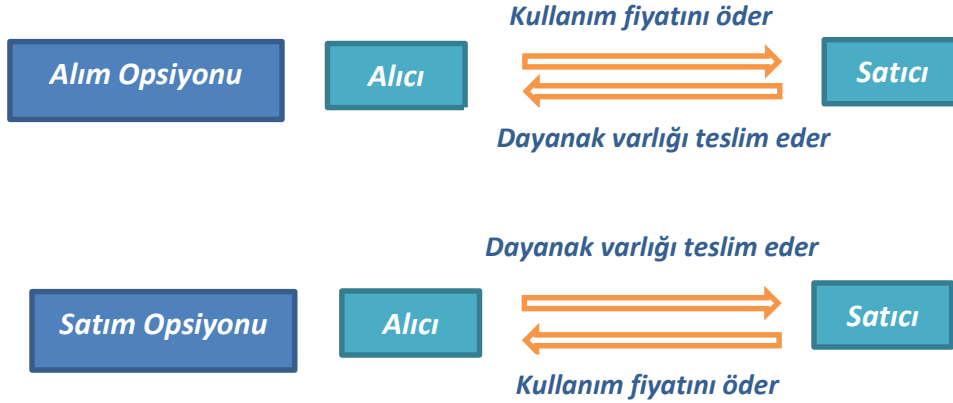 Kullanım fiyatını öder
Alım Opsiyonu
Alıcı
Satıcı
Dayanak varlığı teslim eder
Dayanak varlığı teslim eder
Satım Opsiyonu
Alıcı
Satıcı
Kullanım fiyatını öder